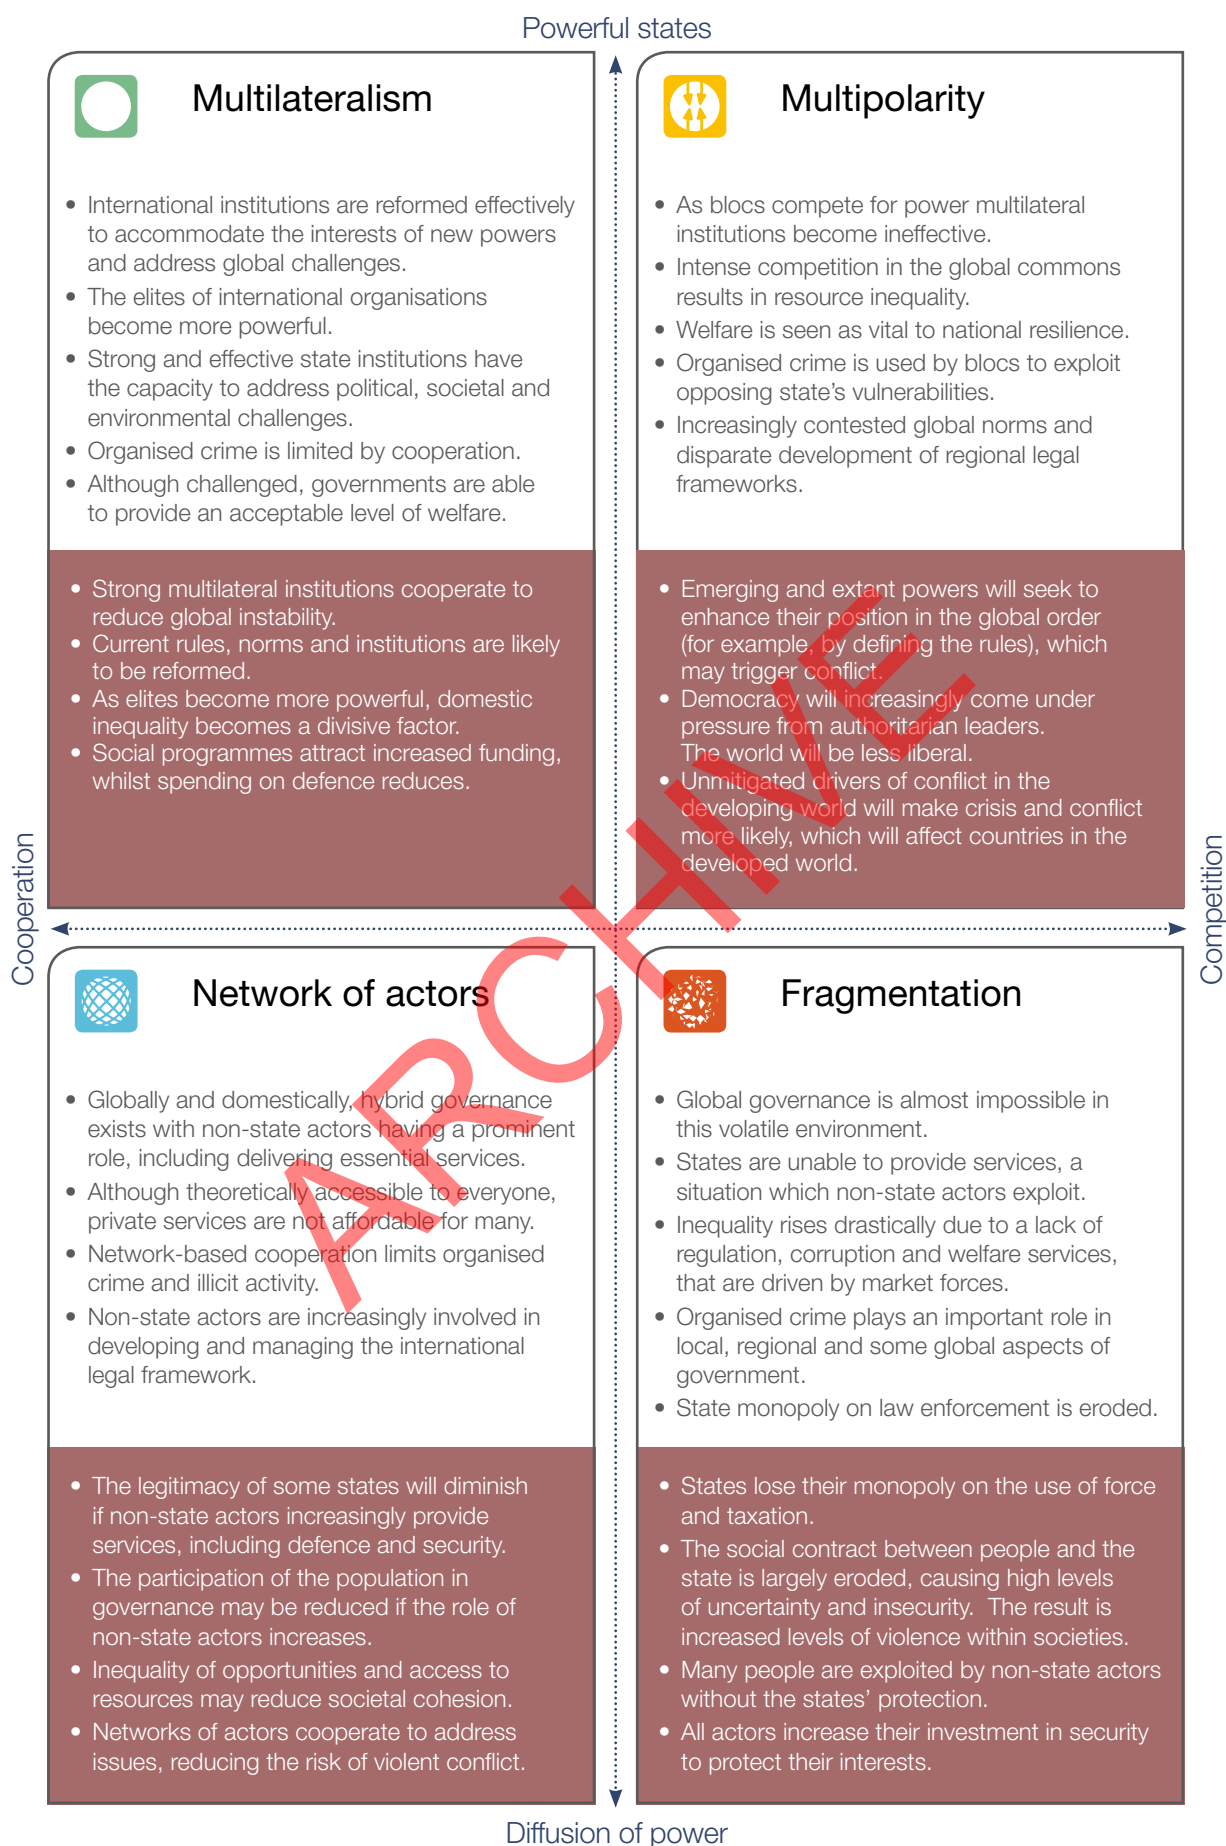 Powerful states
Multilateralism
• International institutions are reformed effectively
to accommodate the interests of new powers
and address global challenges.
• The elites of international organisations
become more powerful.
• Strong and effective state institutions have
the capacity to address political, societal and
environmental challenges.
• Organised crime is limited by cooperation.
• Although challenged, governments are able
to provide an acceptable level of welfare.
• Strong multilateral institutions cooperate to
reduce global instability.
• Current rules, norms and institutions are likely
to be reformed.
• As elites become more powerful, domestic
inequality becomes a divisive factor.
• Social programmes attract increased funding,
whilst spending on defence reduces.
Multipolarity
• As blocs compete for power multilateral
institutions become ineffective.
• Intense competition in the global commons
results in resource inequality.
• Welfare is seen as vital to national resilience.
• Organised crime is used by blocs to exploit
opposing state's vulnerabilities.
• Increasingly contested global norms and
disparate development of regional legal
frameworks.
• Emerging and extant powers will seek to
enhance their position in the global order
(for example, by defining the rules), which
may trigger conflict.
• Democracy will increasingly come under
pressure from authoritarian leaders.
The world will be less liberal.
• Unmitigated drivers of conflict in the
developing world will make crisis and conflict
more likely, which will affect countries in the
developed world.
Cooperation
Competition
Network of actors
• Globally and domestically, hybrid governance
exists with non-state actors having a prominent
role, including delivering essential services.
• Although theoretically accessible to everyone,
private services are not affordable for many.
• Network-based cooperation limits organised
crime and illicit activity.
• Non-state actors are increasingly involved in
developing and managing the international
legal framework.
• The legitimacy of some states will diminish
if non-state actors increasingly provide
services, including defence and security.
• The participation of the population in
governance may be reduced if the role of
non-state actors increases.
• Inequality of opportunities and access to
resources may reduce societal cohesion.
• Networks of actors cooperate to address
issues, reducing the risk of violent conflict.
Fragmentation
• Global governance is almost impossible in
this volatile environment.
• States are unable to provide services, a
situation which non-state actors exploit.
• Inequality rises drastically due to a lack of
regulation, corruption and welfare services,
that are driven by market forces.
• Organised crime plays an important role in
local, regional and some global aspects of
government.
• State monopoly on law enforcement is eroded.
• States lose their monopoly on the use of force
and taxation.
• The social contract between people and the
state is largely eroded, causing high levels
of uncertainty and insecurity. The result is
increased levels of violence within societies.
• Many people are exploited by non-state actors
without the states' protection.
• All actors increase their investment in security
to protect their interests.
Diffusion of power
ARCHIVE